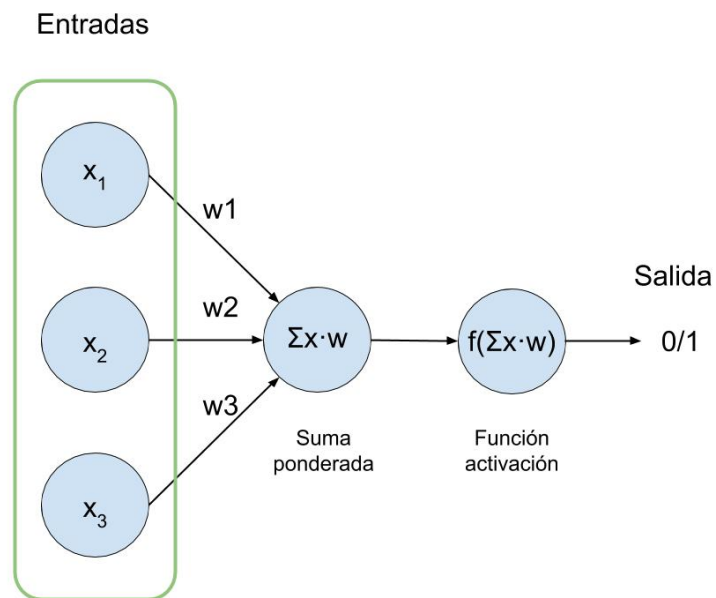 Entradas
x₁
w1
Salida
w2
x₂
Σx·w
f(Σx·w)
0/1
w3
Suma
ponderada
Función
activación
x₃